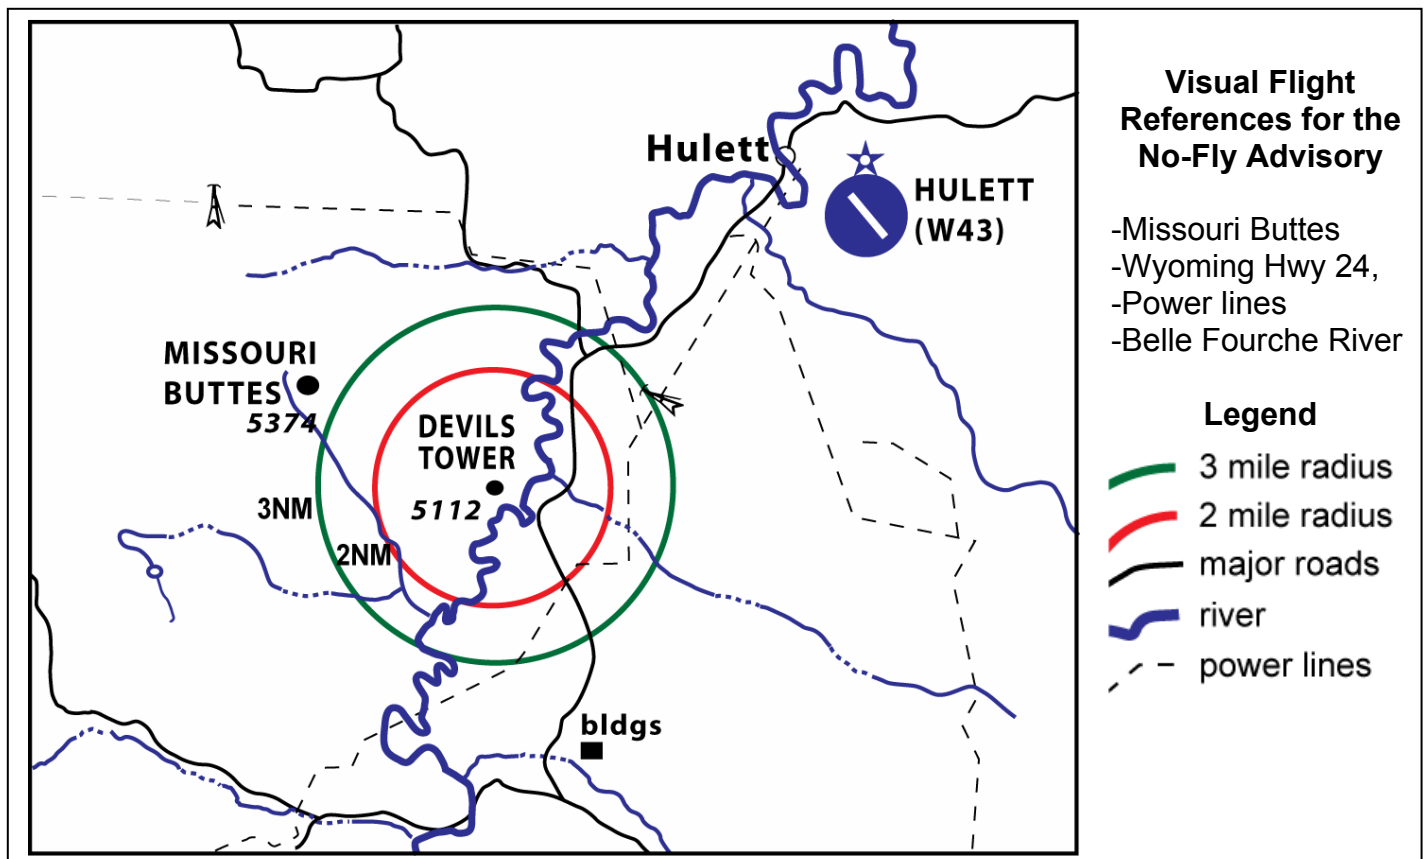 Hulett
HULETT
(W43)
MISSOURI
BUTTES
5374
DEVILS
TOWER
5112
3NM
2NM
bldgs
Visual Flight
References for the
No-Fly Advisory
-Missouri Buttes
-Wyoming Hwy 24,
-Power lines
-Belle Fourche River
Legend
3 mile radius
2 mile radius
major roads
river
power lines